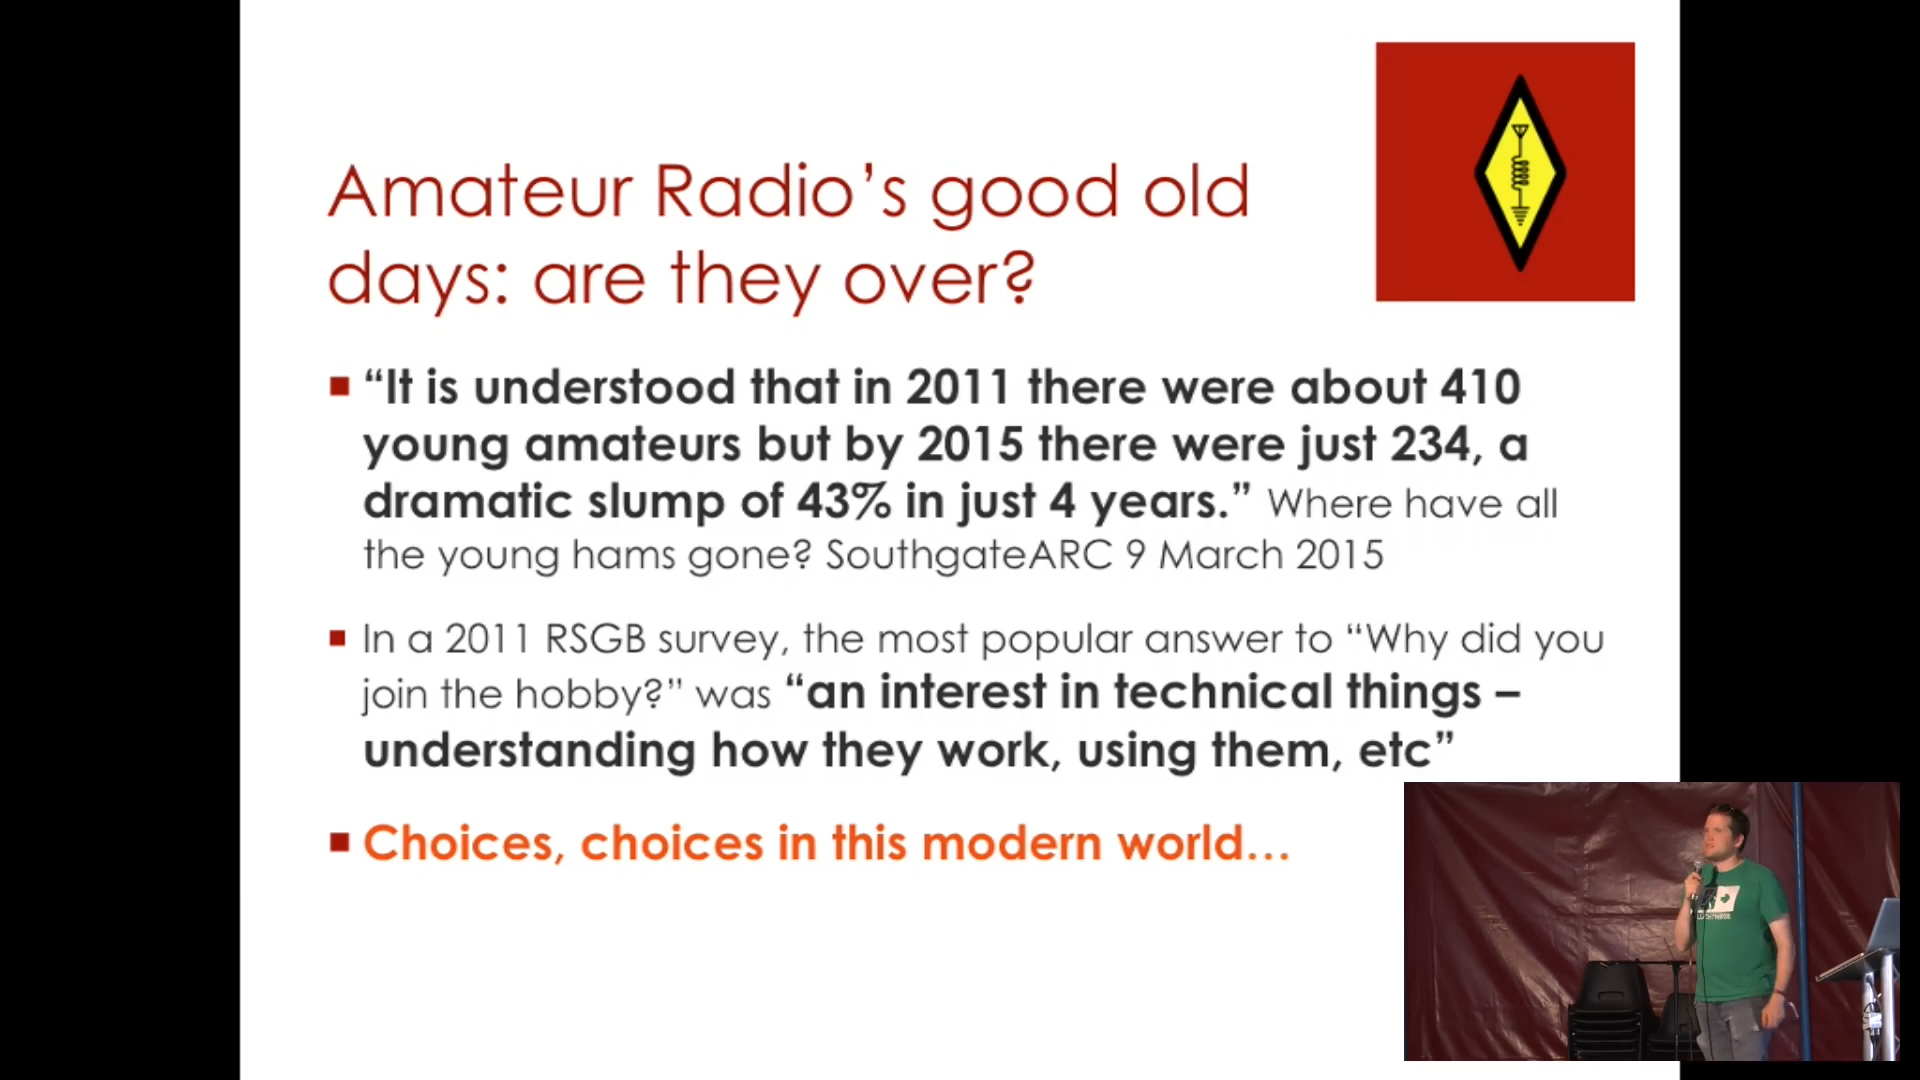 Amateur Radio’s good old
days: are they over?
“It is understood that in 2011 there were about 410
young amateurs but by 2015 there were just 234, a
dramatic slump of 43% in just 4 years.” Where have all
the young hams gone? SouthgateARC 9 March 2015
In a 2011 RSGB survey, the most popular answer to “Why did you
join the hobby?” was “an interest in technical things –
understanding how they work, using them, etc”
Choices, choices in this modern world…